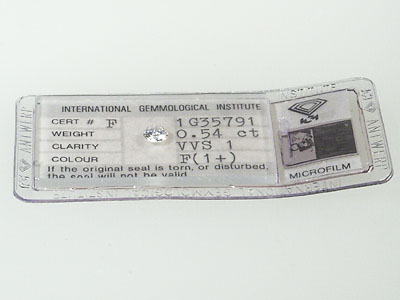 INTERNATIONAL GEMMOLOGICAL INSTITUTE
CERT # F 1G35791
WEIGHT 0.54 ct
CLARITY VVS 1
COLOUR F(1+)
If the original seal is torn, or disturbed,
the seal will not be valid
MICROFILM
ANTWERP
INSTITUTE